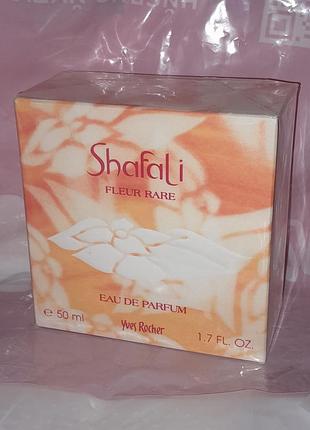 Shafali
FLEUR RARE
EAU DE PARFUM
℮ 50 ml
Yves Rocher
1.7 FL. OZ.